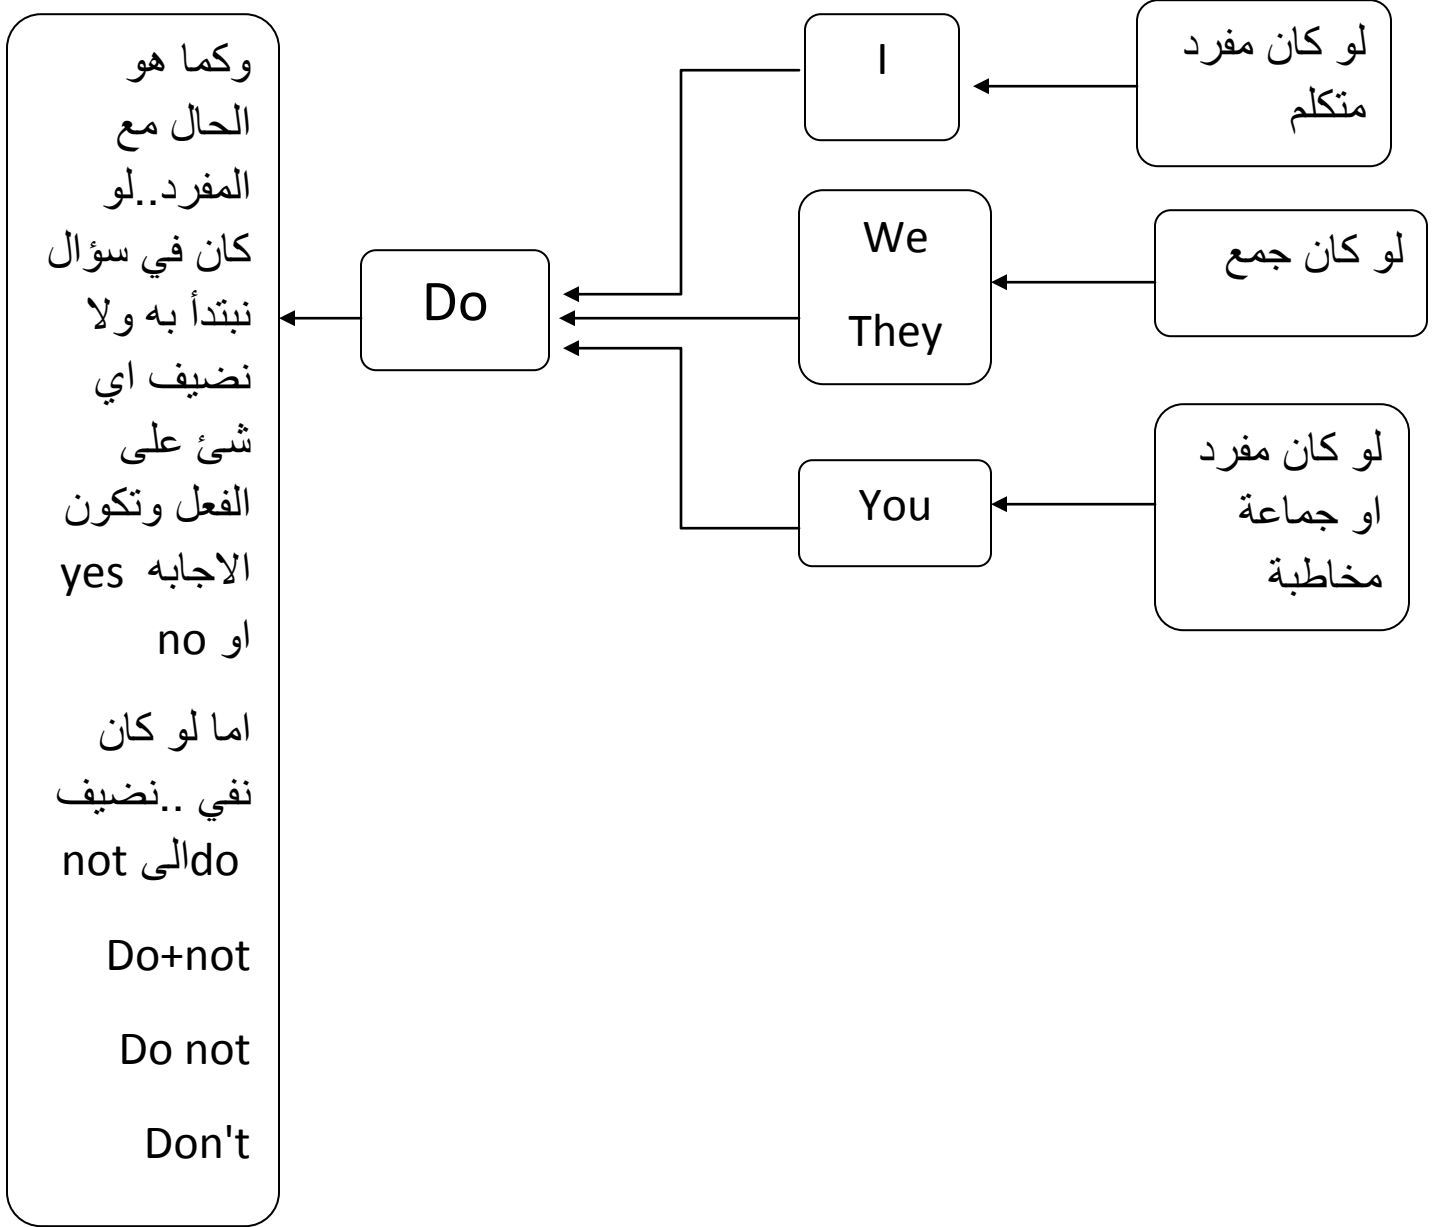 لو كان مفرد
متكلم
I
لو كان جمع
We
They
لو كان مفرد
او جماعة
مخاطبة
You
Do
وكما هو
الحال مع
المفرد..لو
كان في سؤال
نبتدأ به ولا
نضيف اي
شئ على
الفعل وتكون
الاجابه yes
او no
اما لو كان
نفي ..نضيف
doالى not
Do+not
Do not
Don't